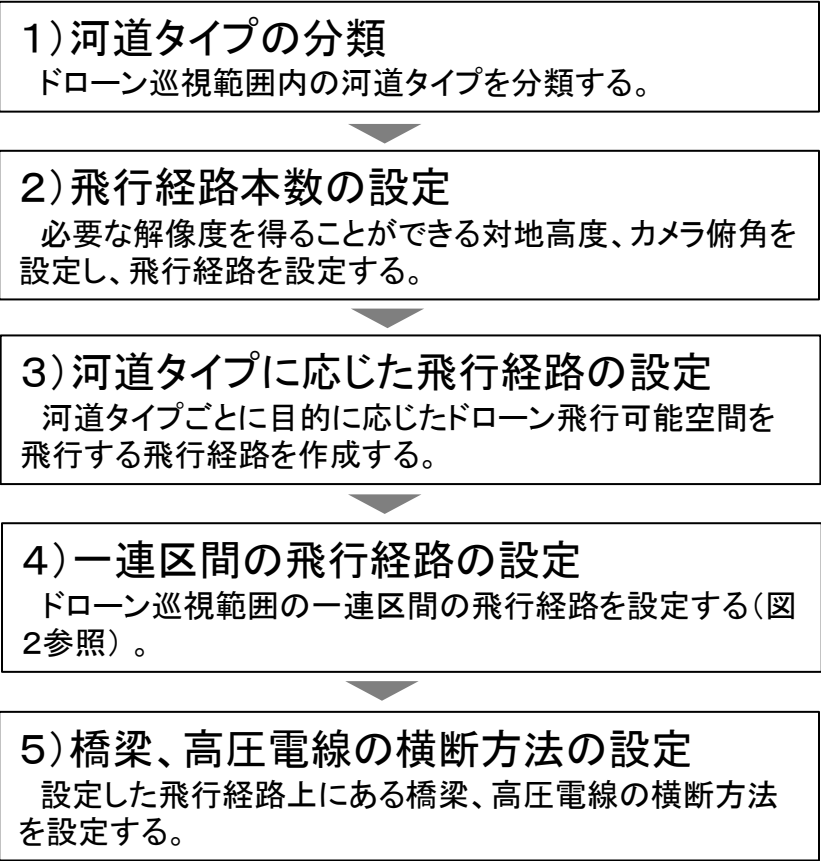 １）河道タイプの分類
ドローン巡視範囲内の河道タイプを分類する。
２）飛行経路本数の設定
必要な解像度を得ることができる対地高度、カメラ俯角を
設定し、飛行経路を設定する。
３）河道タイプに応じた飛行経路の設定
河道タイプごとに目的に応じたドローン飛行可能空間を
飛行する飛行経路を作成する。
４）一連区間の飛行経路の設定
ドローン巡視範囲の一連区間の飛行経路を設定する（図
２参照）。
５）橋梁、高圧電線の横断方法の設定
設定した飛行経路上にある橋梁、高圧電線の横断方法
を設定する。